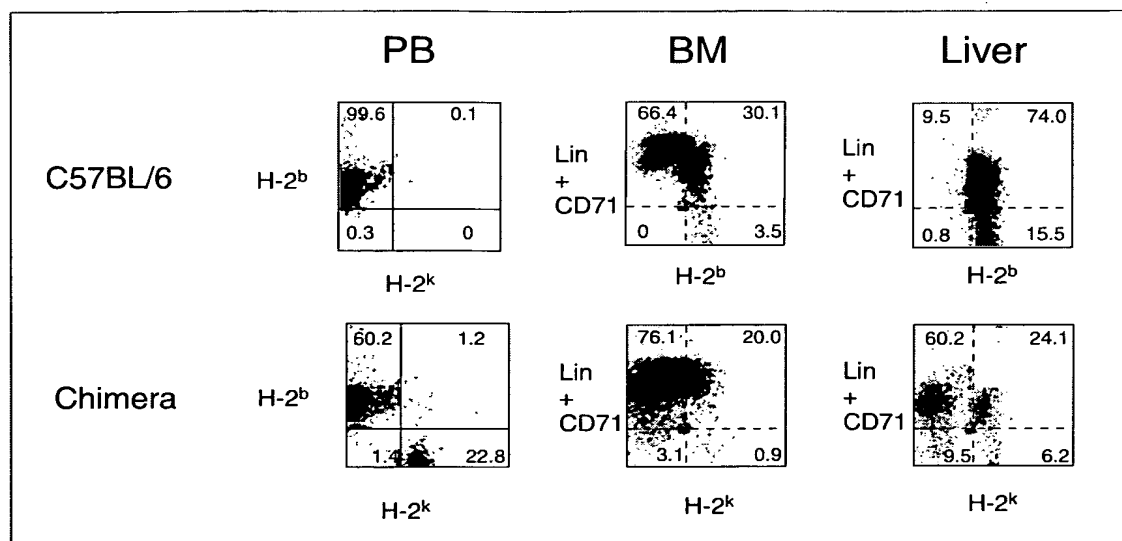 PB BM Liver
99.6 0.1 66.4 30.1 9.5 74.0
C57BL/6 H-2ᵇ Lin + CD71 Lin + CD71
0.3 0 0 3.5 0.8 15.5
H-2ᵏ H-2ᵇ H-2ᵇ
60.2 1.2 76.1 20.0 60.2 24.1
Chimera H-2ᵇ Lin + CD71 Lin + CD71
1.4 22.8 3.1 0.9 9.5 6.2
H-2ᵏ H-2ᵏ H-2ᵏ